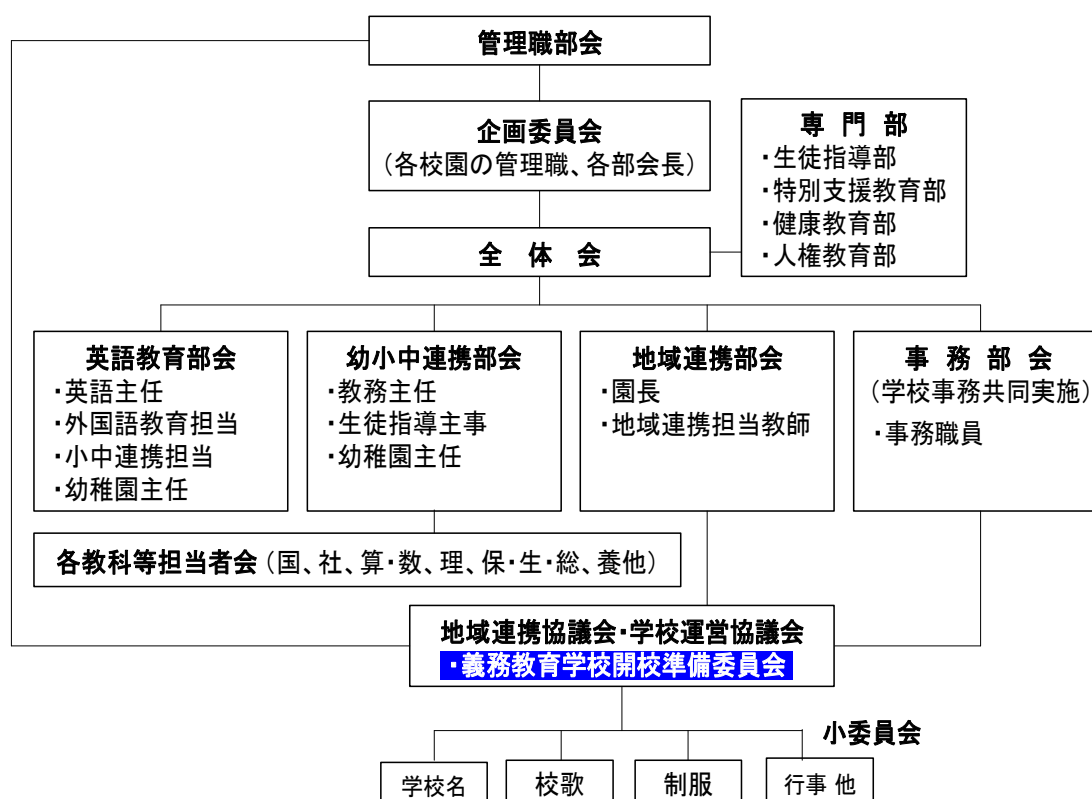 管理職部会
企画委員会
（各校園の管理職、各部会長）
専 門 部
・生徒指導部
・特別支援教育部
・健康教育部
・人権教育部
全 体 会
英語教育部会
・英語主任
・外国語教育担当
・小中連携担当
・幼稚園主任
幼小中連携部会
・教務主任
・生徒指導主事
・幼稚園主任
地域連携部会
・園長
・地域連携担当教師
事 務 部 会
（学校事務共同実施）
・事務職員
各教科等担当者会（国、社、算・数、理、保・生・総、養他）
地域連携協議会・学校運営協議会
・義務教育学校開校準備委員会
小委員会
学校名
校歌
制服
行事 他